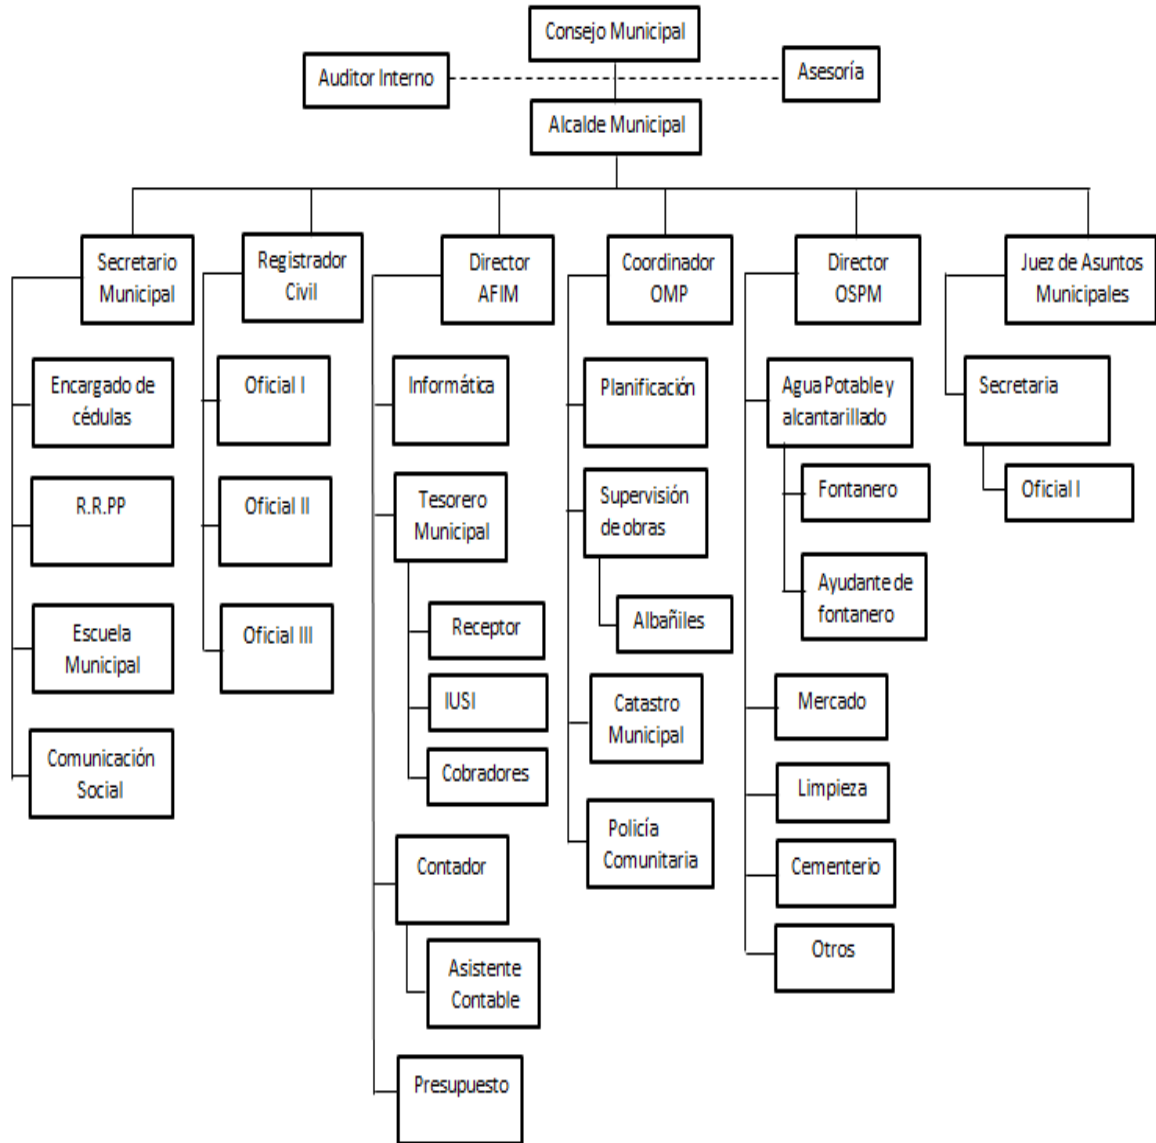 Consejo Municipal
Auditor Interno
Asesoría
Alcalde Municipal
Secretario
Municipal
Registrador
Civil
Director
AFIM
Coordinador
OMP
Director
OSPM
Juez de Asuntos
Municipales
Encargado de
cédulas
R.R.PP
Escuela
Municipal
Comunicación
Social
Oficial I
Oficial II
Oficial III
Informática
Tesorero
Municipal
Receptor
IUSI
Cobradores
Contador
Asistente
Contable
Presupuesto
Planificación
Supervisión
de obras
Albañiles
Catastro
Municipal
Policía
Comunitaria
Agua Potable y
alcantarillado
Fontanero
Ayudante de
fontanero
Mercado
Limpieza
Cementerio
Otros
Secretaria
Oficial I